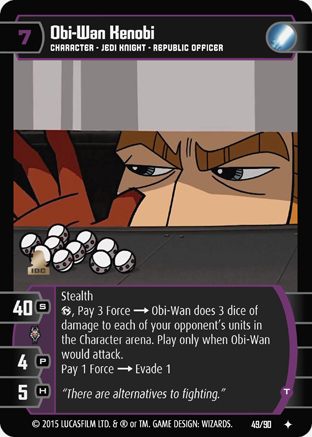 7
Obi-Wan Kenobi
CHARACTER - JEDI KNIGHT - REPUBLIC OFFICER
IDC
40 S
4 P
5 H
Stealth
, Pay 3 Force → Obi-Wan does 3 dice of
damage to each of your opponent's units in
the Character arena. Play only when Obi-Wan
would attack.
Pay 1 Force → Evade 1
"There are alternatives to fighting."
T
© 2015 LUCASFILM LTD. & ® OR TM. GAME DESIGN: WIZARDS.
49/90